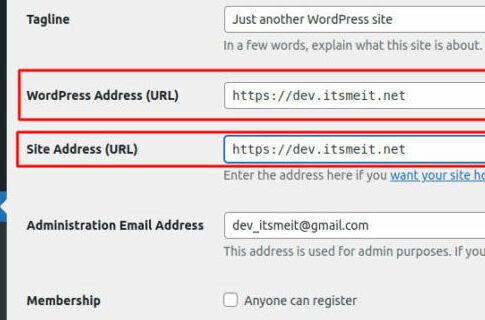 Tagline
Just another WordPress site
In a few words, explain what this site is about.
WordPress Address (URL)
https://dev.itsmeit.net
Site Address (URL)
https://dev.itsmeit.net
Enter the address here if you want your site
Administration Email Address
dev_itsmeit@gmail.com
This address is used for admin purposes. If you
Membership
Anyone can register